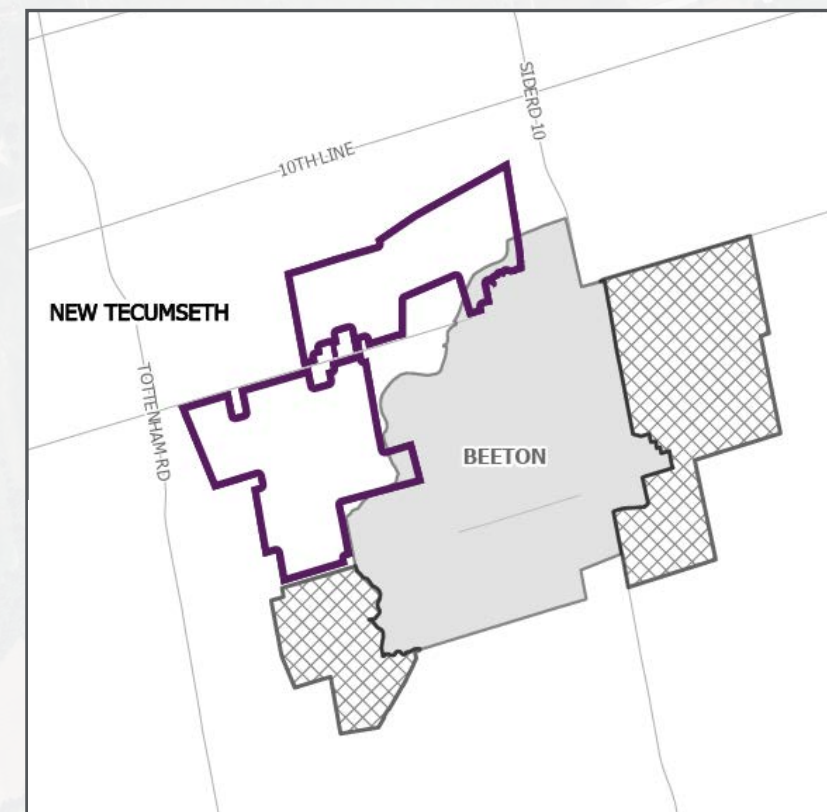 SIDERD 10
10TH LINE
NEW TECUMSETH
TOTTENHAM RD
BEETON